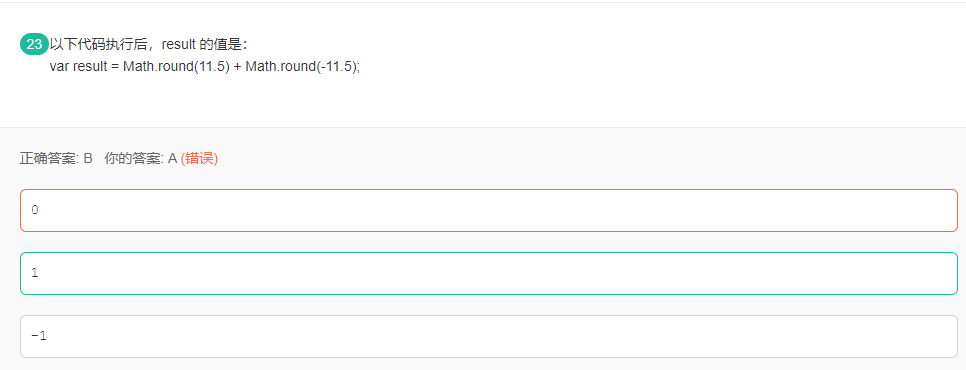 23 以下代码执行后，result 的值是：
var result = Math.round(11.5) + Math.round(-11.5);
正确答案: B 你的答案: A (错误)
0
1
-1